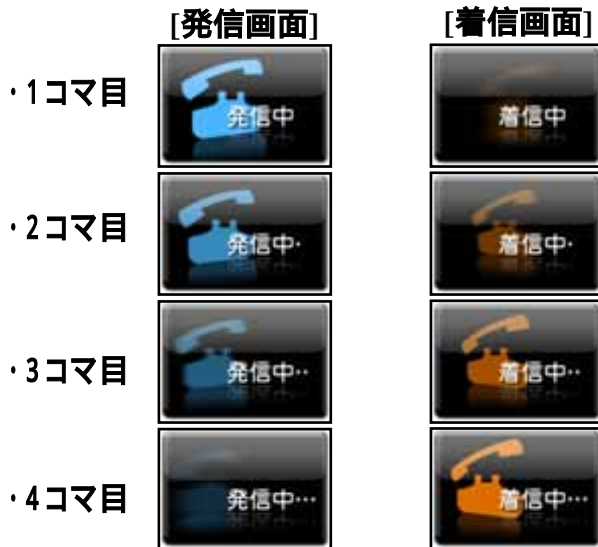 [発信画面] [着信画面]
・1コマ目 発信中 着信中
・2コマ目 発信中・ 着信中・
・3コマ目 発信中・・ 着信中・・
・4コマ目 発信中・・・ 着信中・・・